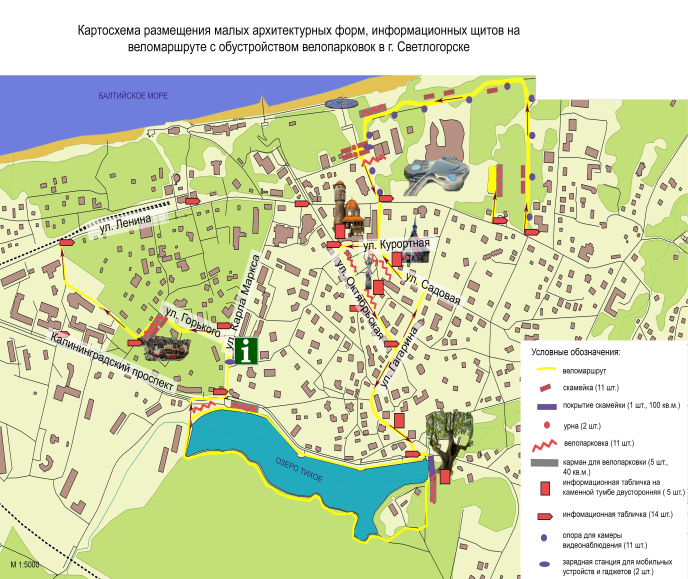 Картосхема размещения малых архитектурных форм, информационных щитов на
веломаршруте с обустройством велопарковок в г. Светлогорске
БАЛТИЙСКОЕ МОРЕ
ул. Ленина
ул. Курортная
ул. Садовая
ул. Октябрьская
ул. Карла Маркса
ул. Горького
ул. Гагарина
Калининградский проспект
i
ОЗЕРО ТИХОЕ
М 1:5000
Условные обозначения:
веломаршрут
скамейка (11 шт.)
покрытие скамейки (1 шт., 100 кв.м.)
урна (2 шт.)
велопарковка (11 шт.)
карман для велопарковки (5 шт.,
40 кв.м.)
информационная табличка на
каменной тумбе двусторонняя ( 5 шт.)
инфомационная табличка (14 шт.)
опора для камеры
видеонаблюдения (11 шт.)
зарядная станция для мобильных
устройств и гаджетов (2 шт.)